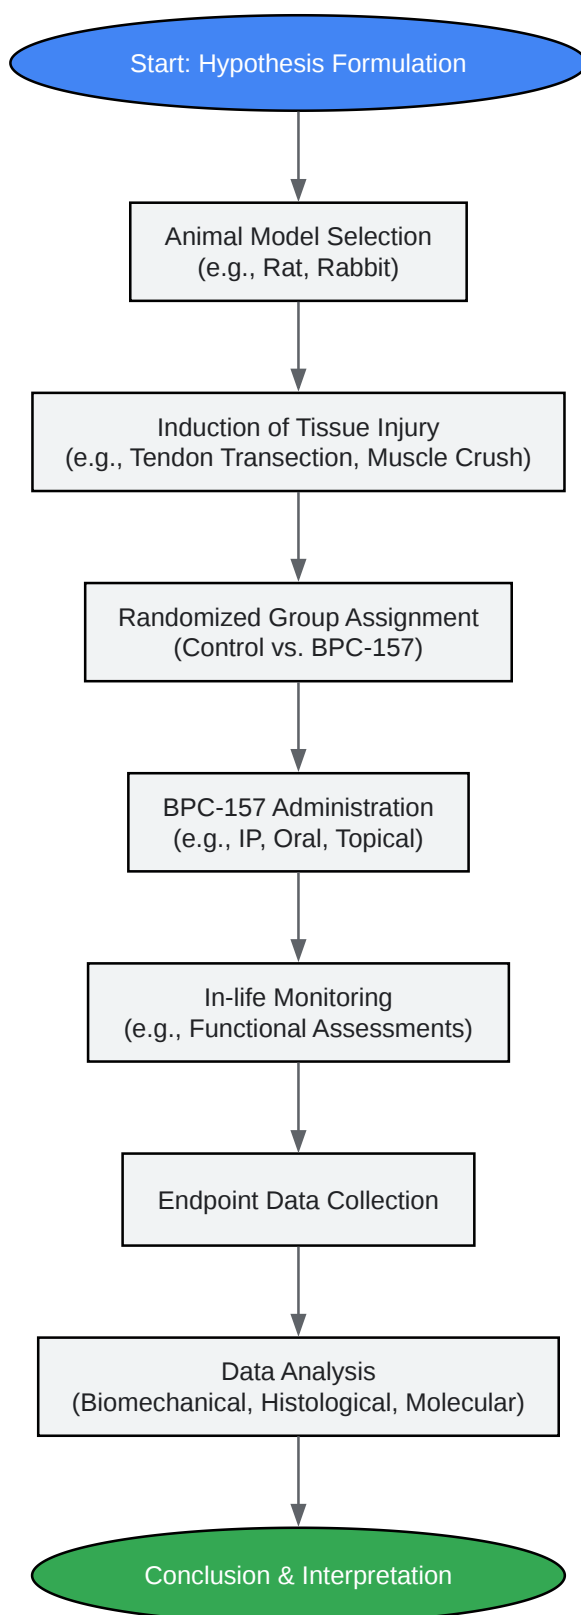 Start: Hypothesis Formulation
Animal Model Selection
(e.g., Rat, Rabbit)
Induction of Tissue Injury
(e.g., Tendon Transection, Muscle Crush)
Randomized Group Assignment
(Control vs. BPC-157)
BPC-157 Administration
(e.g., IP, Oral, Topical)
In-life Monitoring
(e.g., Functional Assessments)
Endpoint Data Collection
Data Analysis
(Biomechanical, Histological, Molecular)
Conclusion & Interpretation